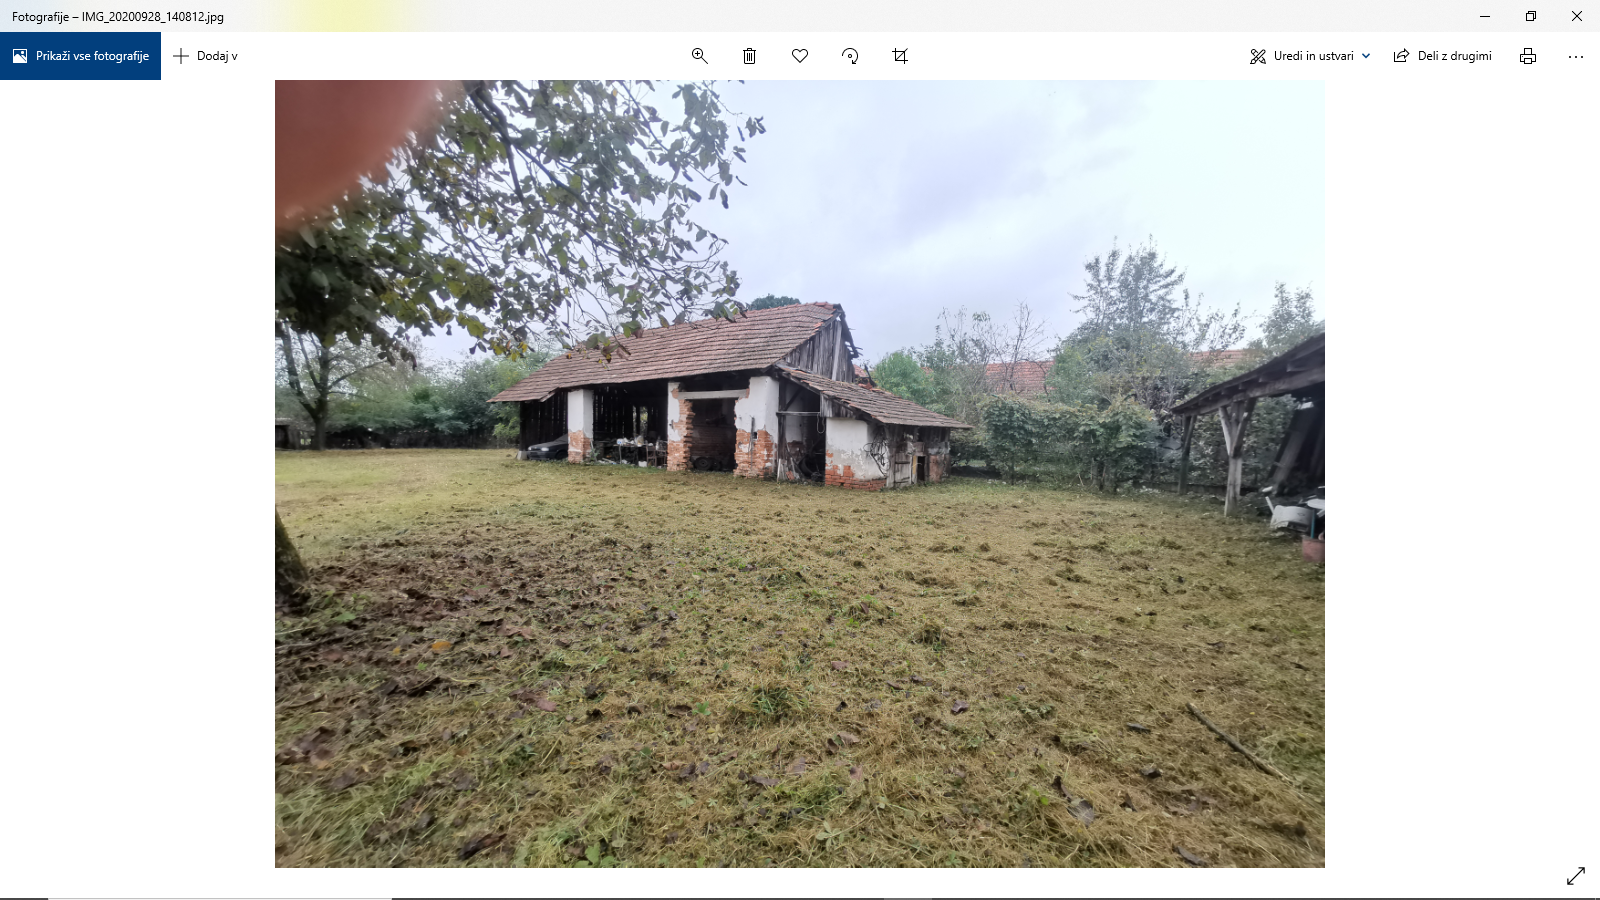 Fotografije – IMG_20200928_140812.jpg
Prikaži vse fotografije
Dodaj v
Uredi in ustvari
Deli z drugimi